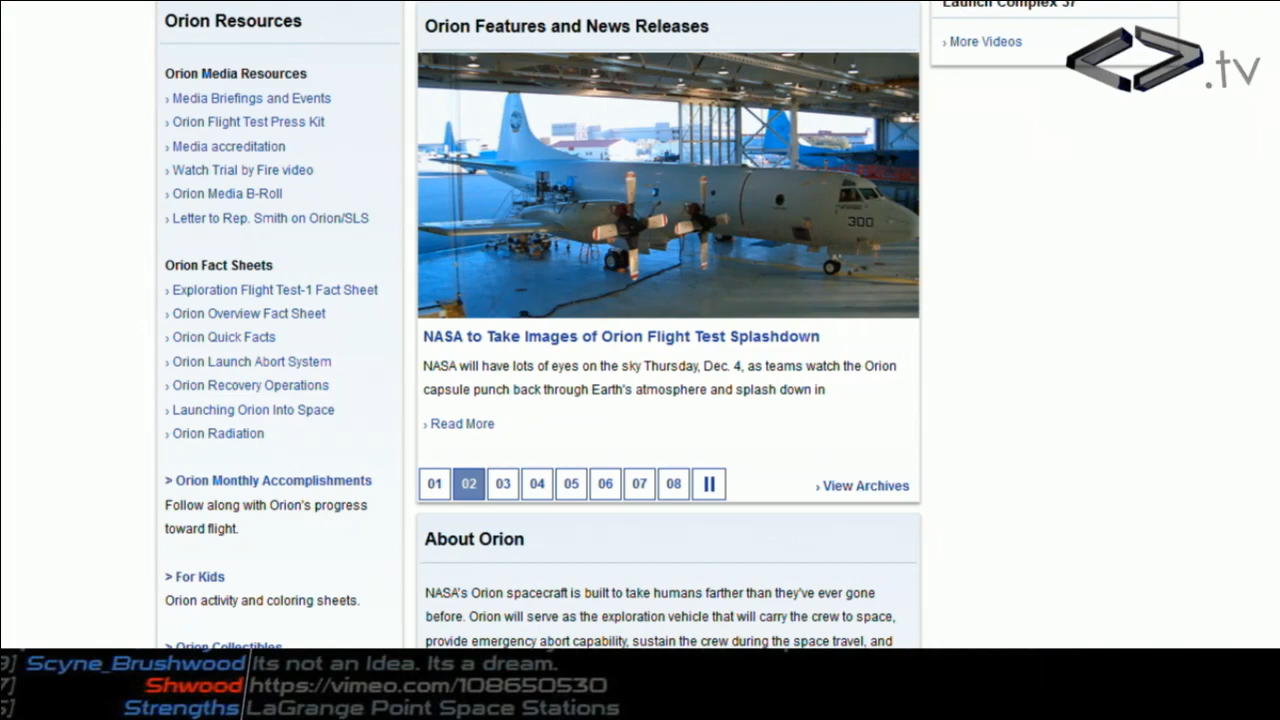 Orion Resources
Orion Media Resources
› Media Briefings and Events
› Orion Flight Test Press Kit
› Media accreditation
› Watch Trial by Fire video
› Orion Media B-Roll
› Letter to Rep. Smith on Orion/SLS
Orion Fact Sheets
› Exploration Flight Test-1 Fact Sheet
› Orion Overview Fact Sheet
› Orion Quick Facts
› Orion Launch Abort System
› Orion Recovery Operations
› Launching Orion Into Space
› Orion Radiation
> Orion Monthly Accomplishments
Follow along with Orion's progress
toward flight.
> For Kids
Orion activity and coloring sheets.
> Orion Collectibles
Orion Features and News Releases
300
NASA to Take Images of Orion Flight Test Splashdown
NASA will have lots of eyes on the sky Thursday, Dec. 4, as teams watch the Orion
capsule punch back through Earth's atmosphere and splash down in
› Read More
01 02 03 04 05 06 07 08
› View Archives
About Orion
NASA's Orion spacecraft is built to take humans farther than they've ever gone
before. Orion will serve as the exploration vehicle that will carry the crew to space,
provide emergency abort capability, sustain the crew during the space travel, and
Launch Complex 37
› More Videos
.tv
9] Scyne_Brushwood Its not an Idea. Its a dream.
7] Shwood https://vimeo.com/108650530
Strengths LaGrange Point Space Stations